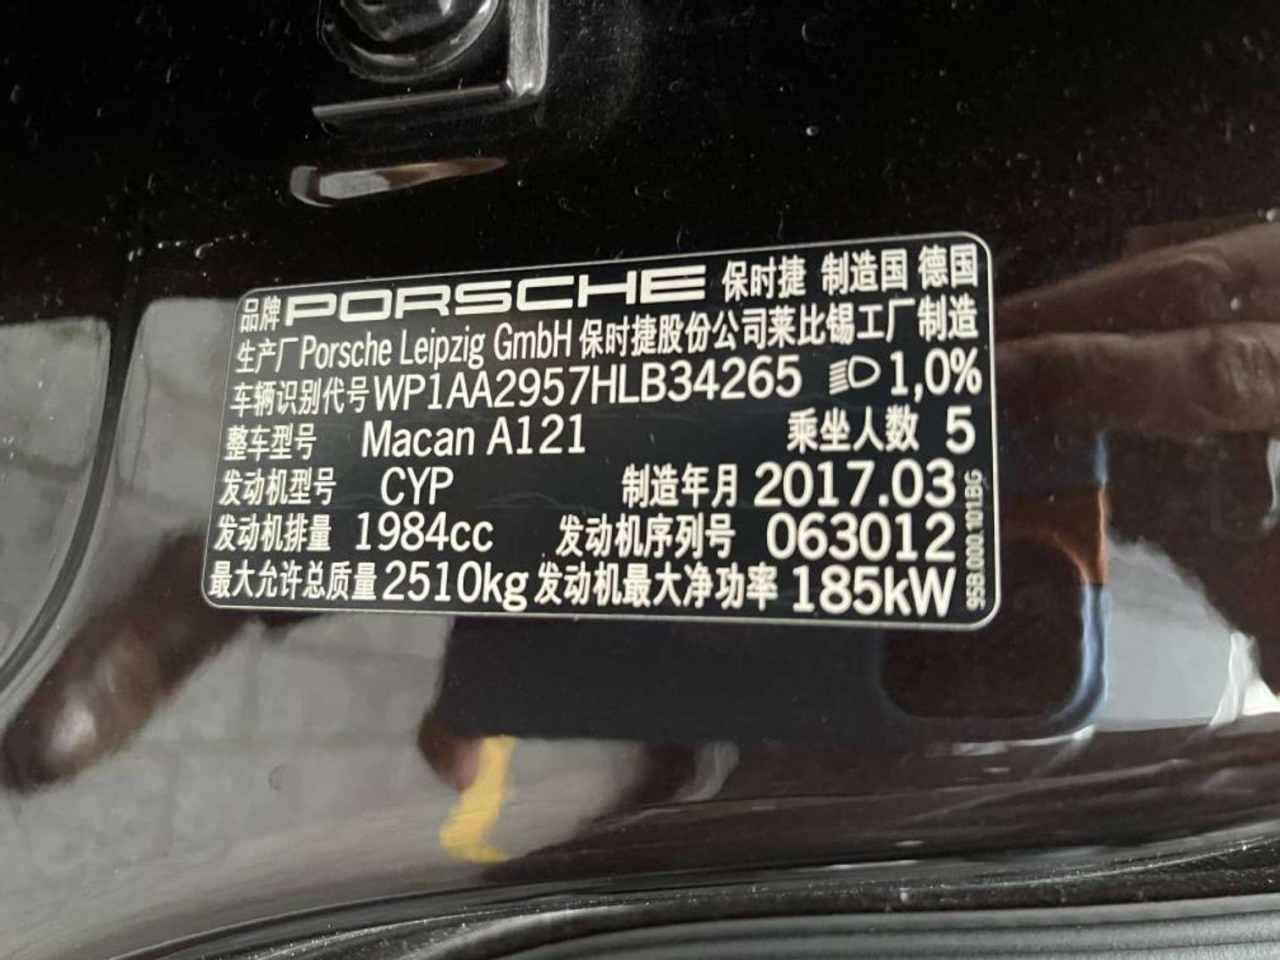 品牌 PORSCHE 保时捷 制造国 德国
生产厂 Porsche Leipzig GmbH 保时捷股份公司莱比锡工厂制造
车辆识别代号 WP1AA2957HLB34265 1,0%
整车型号 Macan A121 乘坐人数 5
发动机型号 CYP 制造年月 2017.03
发动机排量 1984cc 发动机序列号 063012
最大允许总质量 2510kg 发动机最大净功率 185kW
95B.000.101.BG